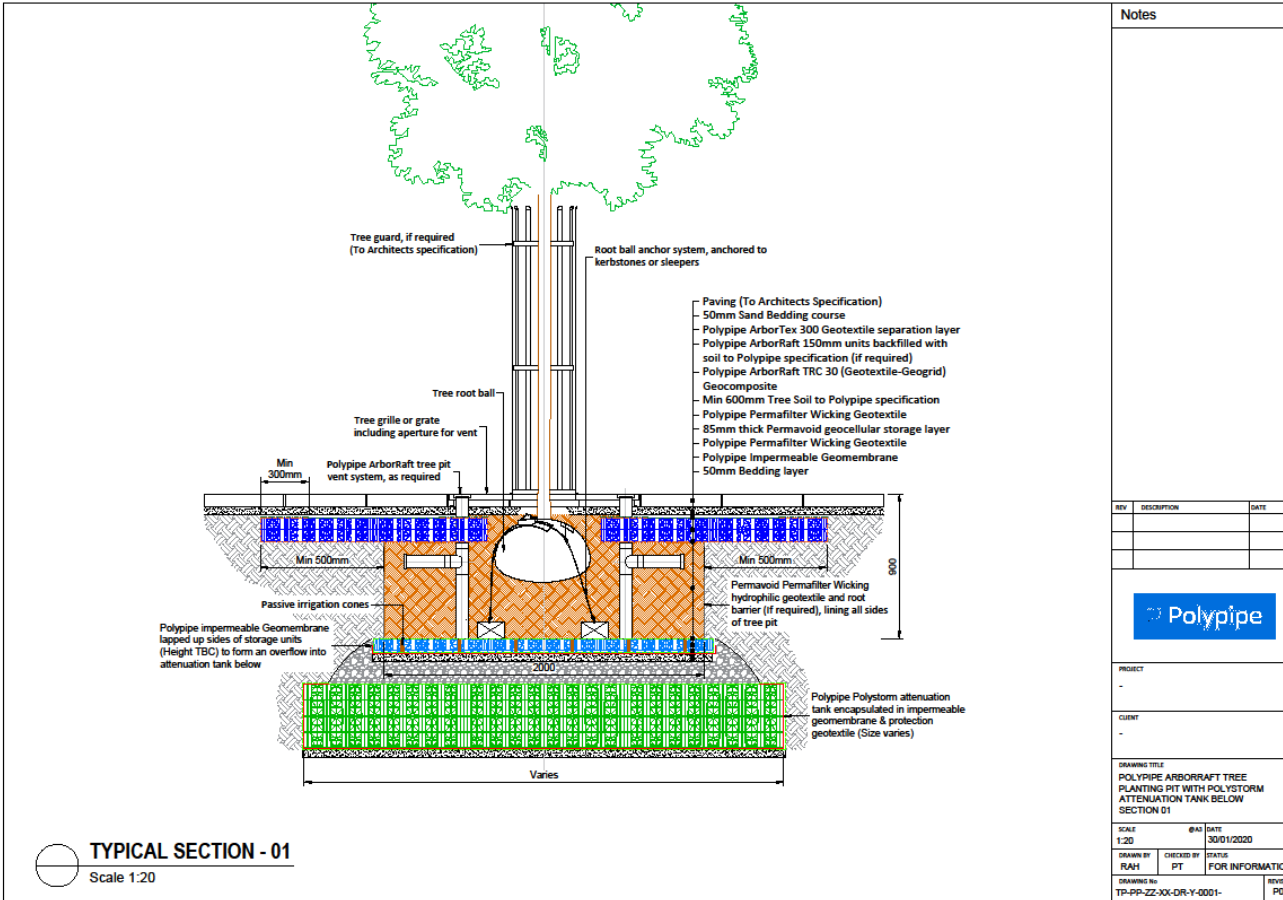 Notes
Tree guard, if required
(To Architects specification)
Root ball anchor system, anchored to
kerbstones or sleepers
Paving (To Architects Specification)
50mm Sand Bedding course
Polypipe ArborTex 300 Geotextile separation layer
Polypipe ArborRaft 150mm units backfilled with
soil to Polypipe specification (if required)
Polypipe ArborRaft TRC 30 (Geotextile-Geogrid)
Geocomposite
Min 600mm Tree Soil to Polypipe specification
Polypipe Permafilter Wicking Geotextile
85mm thick Permavoid geocellular storage layer
Polypipe Permafilter Wicking Geotextile
Polypipe Impermeable Geomembrane
50mm Bedding layer
Tree root ball
Tree grille or grate
including aperture for vent
Min
300mm
Polypipe ArborRaft tree pit
vent system, as required
Min 500mm
Min 500mm
900
Passive irrigation cones
Permavoid Permafilter Wicking
hydrophilic geotextile and root
barrier (If required), lining all sides
of tree pit
Polypipe impermeable Geomembrane
lapped up sides of storage units
(Height TBC) to form an overflow into
attenuation tank below
2000
Polypipe Polystorm attenuation
tank encapsulated in impermeable
geomembrane & protection
geotextile (Size varies)
Varies
TYPICAL SECTION - 01
Scale 1:20
REV DESCRIPTION DATE
Polypipe
PROJECT
-
CLIENT
-
DRAWING TITLE
POLYPIPE ARBORRAFT TREE
PLANTING PIT WITH POLYSTORM
ATTENUATION TANK BELOW
SECTION 01
SCALE @A3 DATE
1:20 30/01/2020
DRAWN BY CHECKED BY STATUS
RAH PT FOR INFORMATIO
DRAWING No REVIS
TP-PP-ZZ-XX-DR-Y-0001- P0